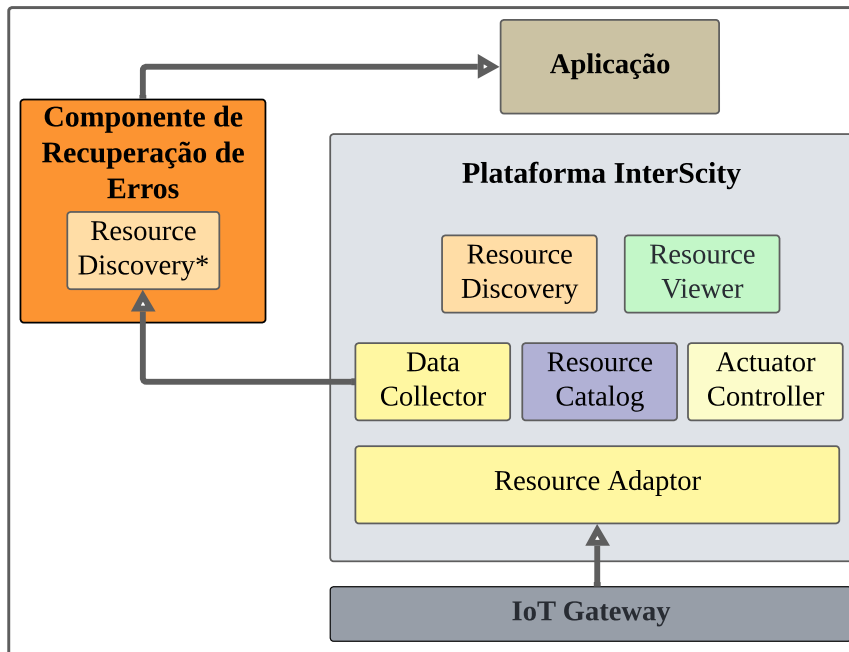 Aplicação
Componente de
Recuperação de
Erros
Resource
Discovery*
Plataforma InterScity
Resource
Discovery
Resource
Viewer
Data
Collector
Resource
Catalog
Actuator
Controller
Resource Adaptor
IoT Gateway